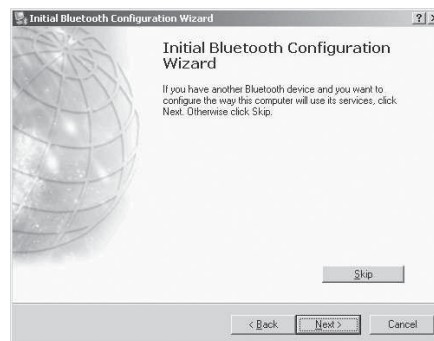 Initial Bluetooth Configuration Wizard
Initial Bluetooth Configuration
Wizard
If you have another Bluetooth device and you want to
configure the way this computer will use its services, click
Next. Otherwise click Skip.
Skip
< Back Next > Cancel